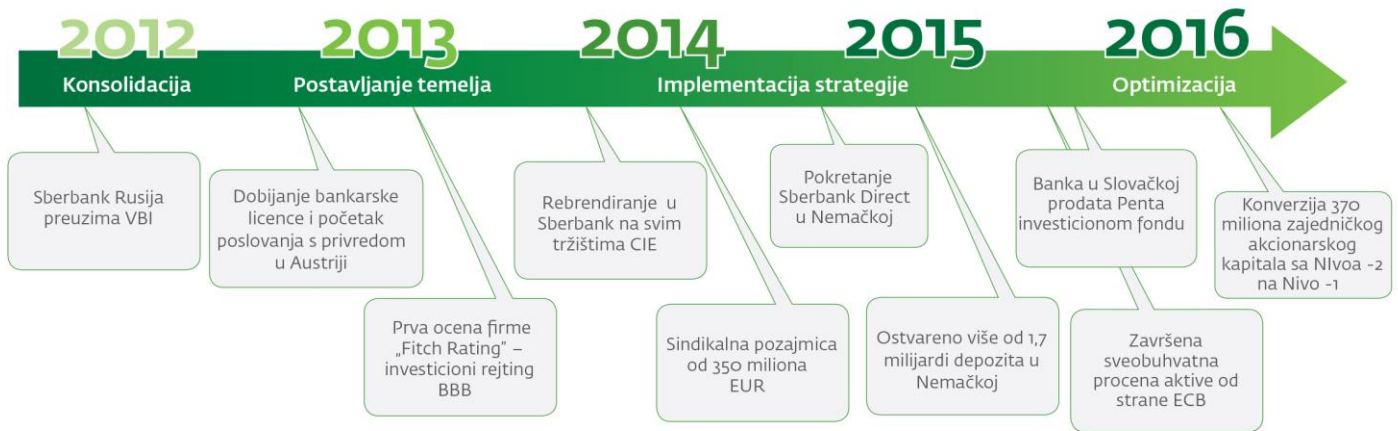 2012
2013
2014
2015
2016
Konsolidacija
Postavljanje temelja
Implementacija strategije
Optimizacija
Sberbank Rusija
preuzima VBI
Dobijanje bankarske
licence i početak
poslovanja s privredom
u Austriji
Prva ocena firme
„Fitch Rating” –
investicioni rejting
BBB
Rebrendiranje u
Sberbank na svim
tržištima CIE
Sindikalna pozajmica
od 350 miliona
EUR
Pokretanje
Sberbank Direct
u Nemačkoj
Ostvareno više od 1,7
milijardi depozita u
Nemačkoj
Banka u Slovačkoj
prodata Penta
investicionom fondu
Završena
sveobuhvatna
procena aktive od
strane ECB
Konverzija 370
miliona zajedničkog
akcionarskog
kapitala sa NIvoa -2
na Nivo -1